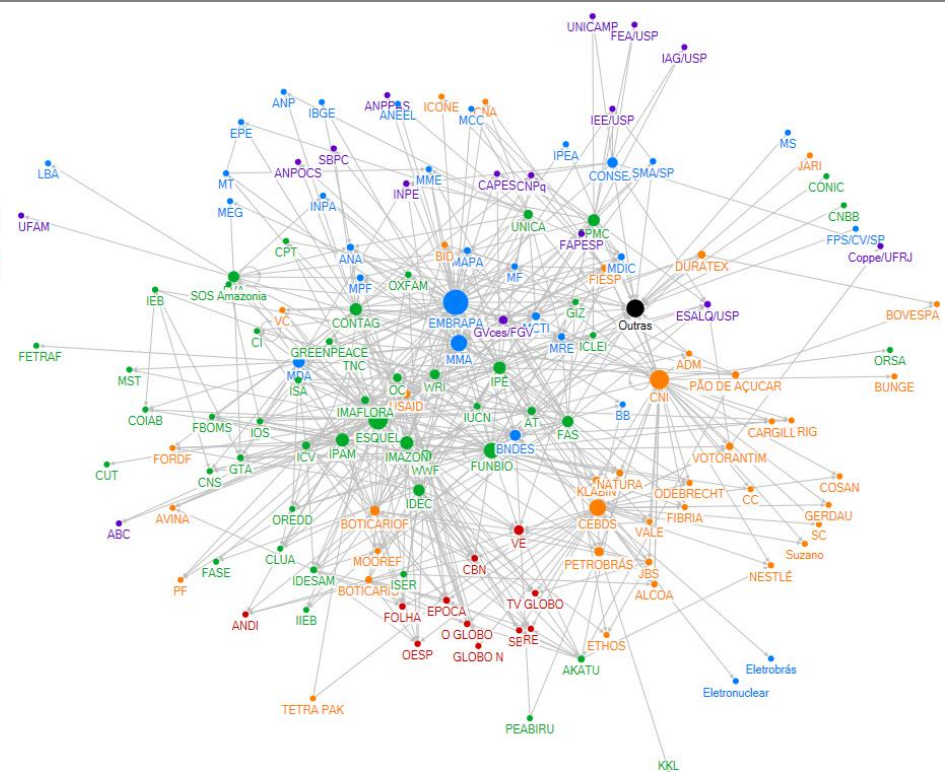 UNICAMP
FEA/USP
IAG/USP
ANP
IBGE
ANPPAS
ANEEL
ICONE
CNA
MCC
IEE/USP
EPE
SBPC
ANPOCS
IPEA
MS
JARI
LBA
MT
MME
CAPES
CNPq
CONSE
SMA/SP
CONIC
MEG
INPA
INPE
UNICA
PMC
FAPESP
CNBB
FPS/CV/SP
UFAM
CPT
ANA
BID
MAPA
MDIC
FIESP
DURATEX
Coppe/UFRJ
SOS Amazonia
MPF
OXFAM
MF
IEB
VC
CONTAG
EMBRAPA
GVces/FGV
MCTI
GIZ
Outras
ESALQ/USP
BOVESPA
CI
GREENPEACE
TNC
MMA
MRE
ICLEI
FETRAF
MST
MDA
ISA
OC
WRI
IPÊ
ADM
CNI
PÃO DE AÇUCAR
ORSA
BUNGE
COIAB
FBOMS
IOS
IMAFLORA
USAID
IUCN
AT
FAS
BB
CARGILL
RIG
ESQUEL
IPAM
IMAZON
WWF
FUNBIO
BNDES
ICV
GTA
FORDF
CUT
CNS
VOTORANTIM
IDEC
KLABIN
NATURA
ODEBRECHT
CC
COSAN
ABC
AVINA
OREDD
BOTICARIOF
CEBDS
FIBRIA
VALE
GERDAU
SC
Suzano
VE
CLUA
FASE
PF
MOOREF
IDESAM
BOTICARIO
ISER
CBN
PETROBRÁS
JBS
ALCOA
NESTLÉ
ANDI
IIEB
FOLHA
EPOCA
TV GLOBO
O GLOBO
OESP
GLOBO N
RE
ETHOS
AKATU
Eletrobrás
Eletronuclear
TETRA PAK
PEABIRU
KKL